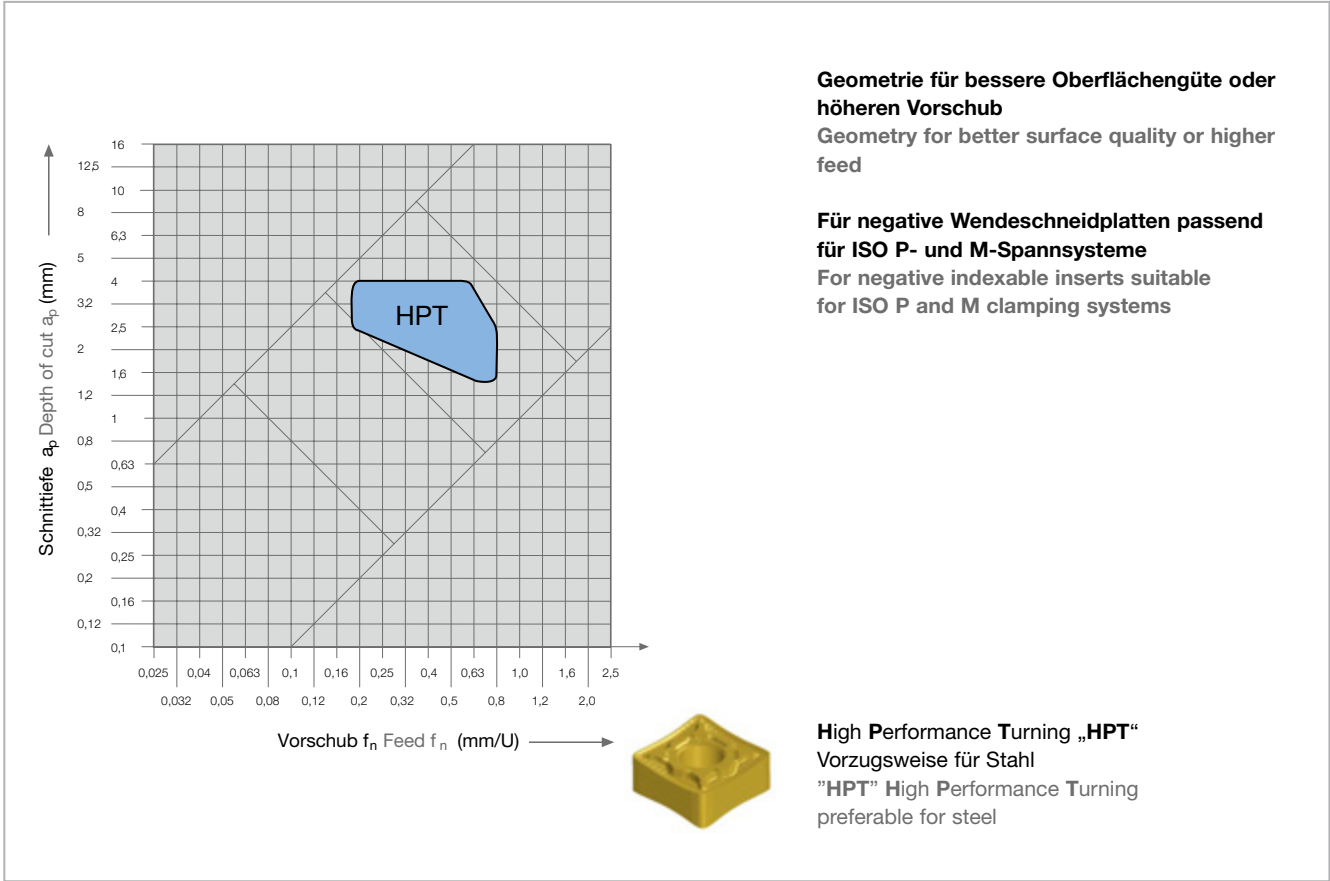 Geometrie für bessere Oberflächengüte oder
höheren Vorschub
Geometry for better surface quality or higher
feed
Für negative Wendeschneidplatten passend
für ISO P- und M-Spannsysteme
For negative indexable inserts suitable
for ISO P and M clamping systems
Schnittiefe ap Depth of cut ap (mm)
16
12,5
10
8
6,3
5
4
3,2
2,5
2
1,6
1,2
1
0,8
0,63
0,5
0,4
0,32
0,25
0,2
0,16
0,12
0,1
HPT
0,025 0,04 0,063 0,1 0,16 0,25 0,4 0,63 1,0 1,6 2,5
0,032 0,05 0,08 0,12 0,2 0,32 0,5 0,8 1,2 2,0
Vorschub fn Feed fn (mm/U)
High Performance Turning „HPT“
Vorzugsweise für Stahl
”HPT” High Performance Turning
preferable for steel